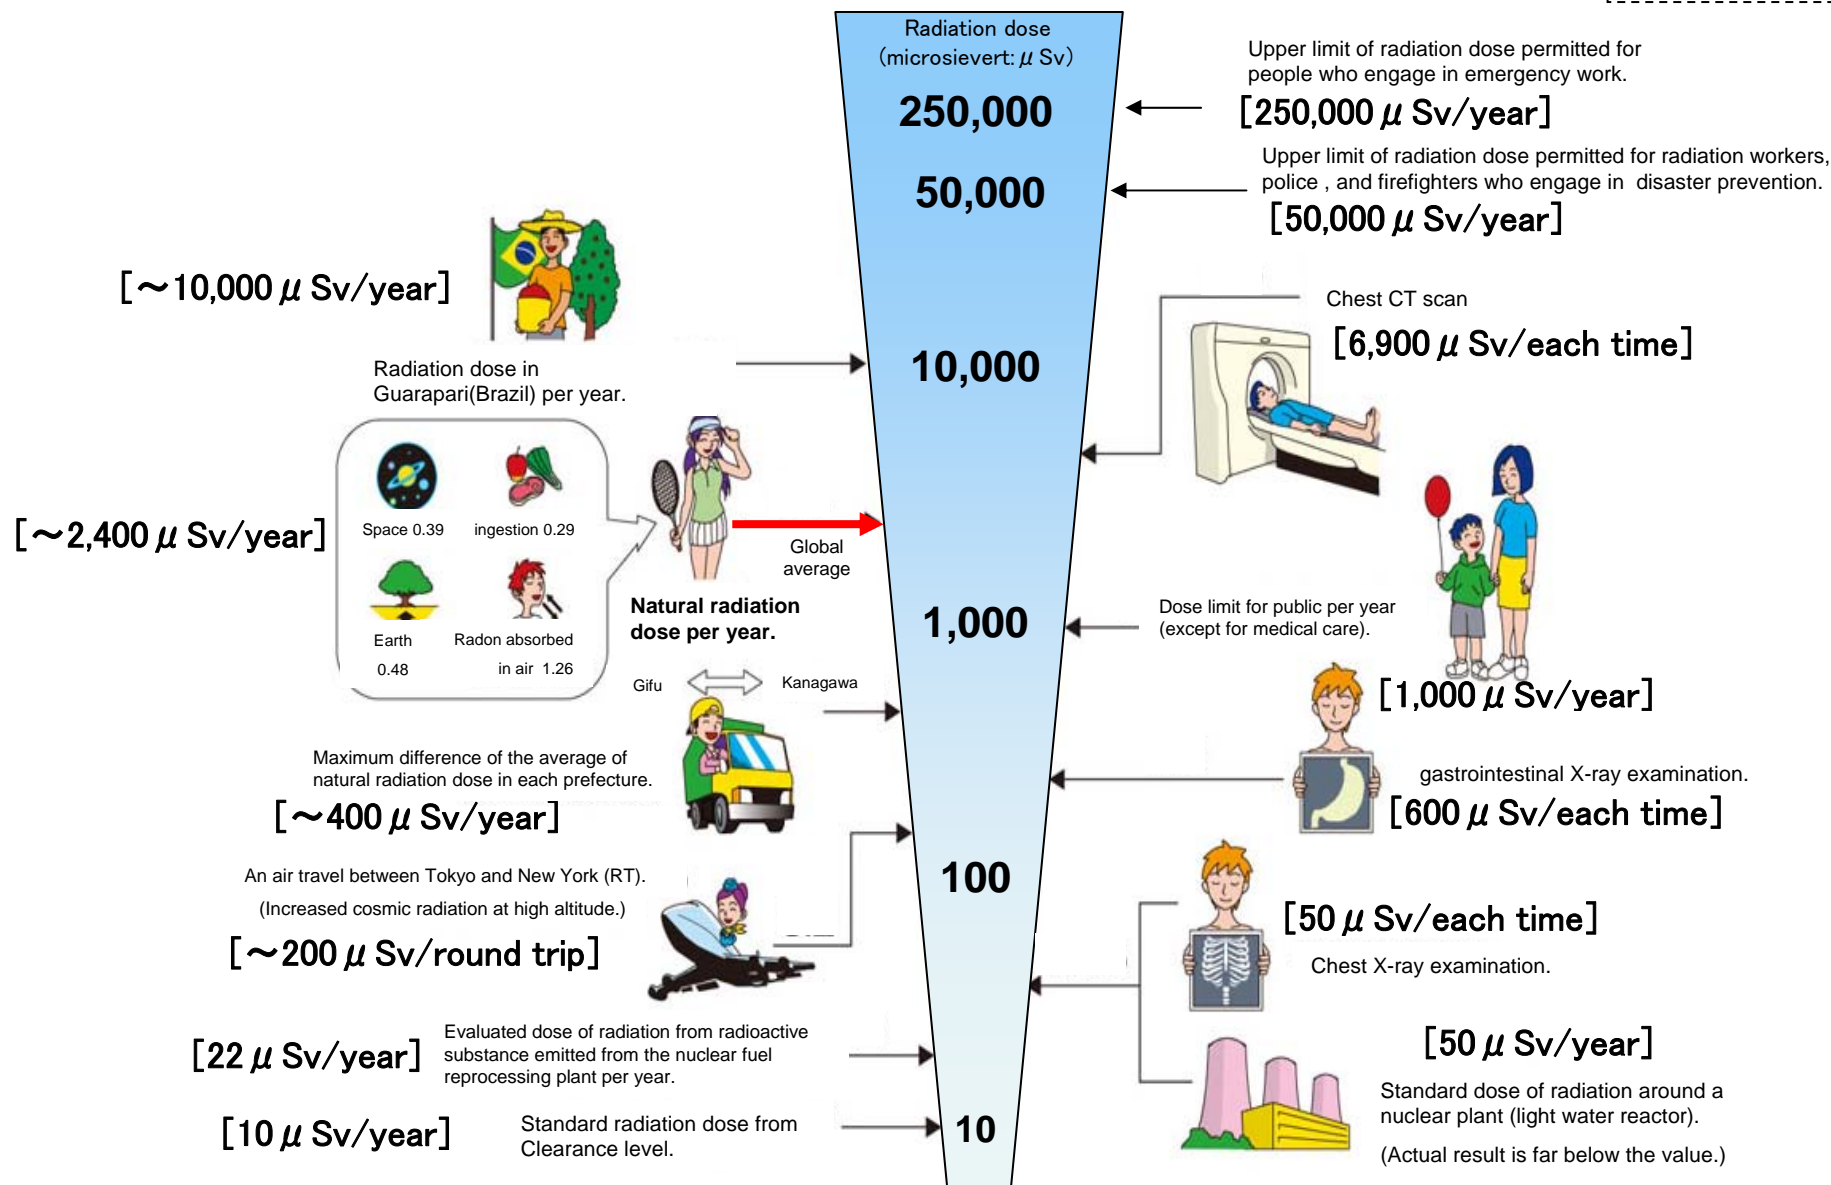 Radiation dose
(microsievert: μ Sv)
250,000
50,000
10,000
1,000
100
10
Upper limit of radiation dose permitted for
people who engage in emergency work.
[250,000 μ Sv/year]
Upper limit of radiation dose permitted for radiation workers,
police , and firefighters who engage in disaster prevention.
[50,000 μ Sv/year]
[~10,000 μ Sv/year]
Radiation dose in
Guarapari(Brazil) per year.
Chest CT scan
[6,900 μ Sv/each time]
[~2,400 μ Sv/year]
Space 0.39
ingestion 0.29
Earth
0.48
Radon absorbed
in air 1.26
Global
average
Natural radiation
dose per year.
Dose limit for public per year
(except for medical care).
[1,000 μ Sv/year]
Gifu
Kanagawa
Maximum difference of the average of
natural radiation dose in each prefecture.
[~400 μ Sv/year]
gastrointestinal X-ray examination.
[600 μ Sv/each time]
An air travel between Tokyo and New York (RT).
(Increased cosmic radiation at high altitude.)
[~200 μ Sv/round trip]
[50 μ Sv/each time]
Chest X-ray examination.
[22 μ Sv/year]
Evaluated dose of radiation from radioactive
substance emitted from the nuclear fuel
reprocessing plant per year.
[50 μ Sv/year]
Standard dose of radiation around a
nuclear plant (light water reactor).
(Actual result is far below the value.)
[10 μ Sv/year]
Standard radiation dose from
Clearance level.